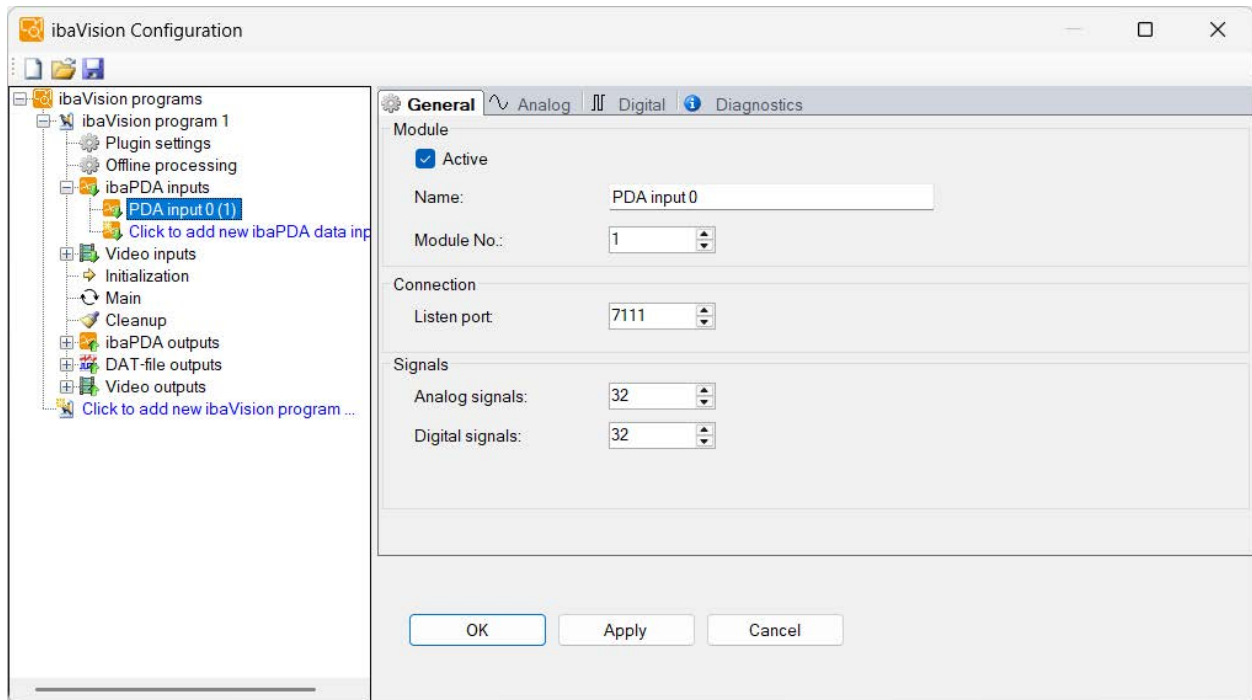 ibaVision Configuration
ibaVision programs
ibaVision program 1
Plugin settings
Offline processing
ibaPDA inputs
PDA input 0 (1)
Click to add new ibaPDA data inp
Video inputs
Initialization
Main
Cleanup
ibaPDA outputs
DAT-file outputs
Video outputs
Click to add new ibaVision program ...
General Analog Digital Diagnostics
Module
Active
Name: PDA input 0
Module No.: 1
Connection
Listen port: 7111
Signals
Analog signals: 32
Digital signals: 32
OK Apply Cancel